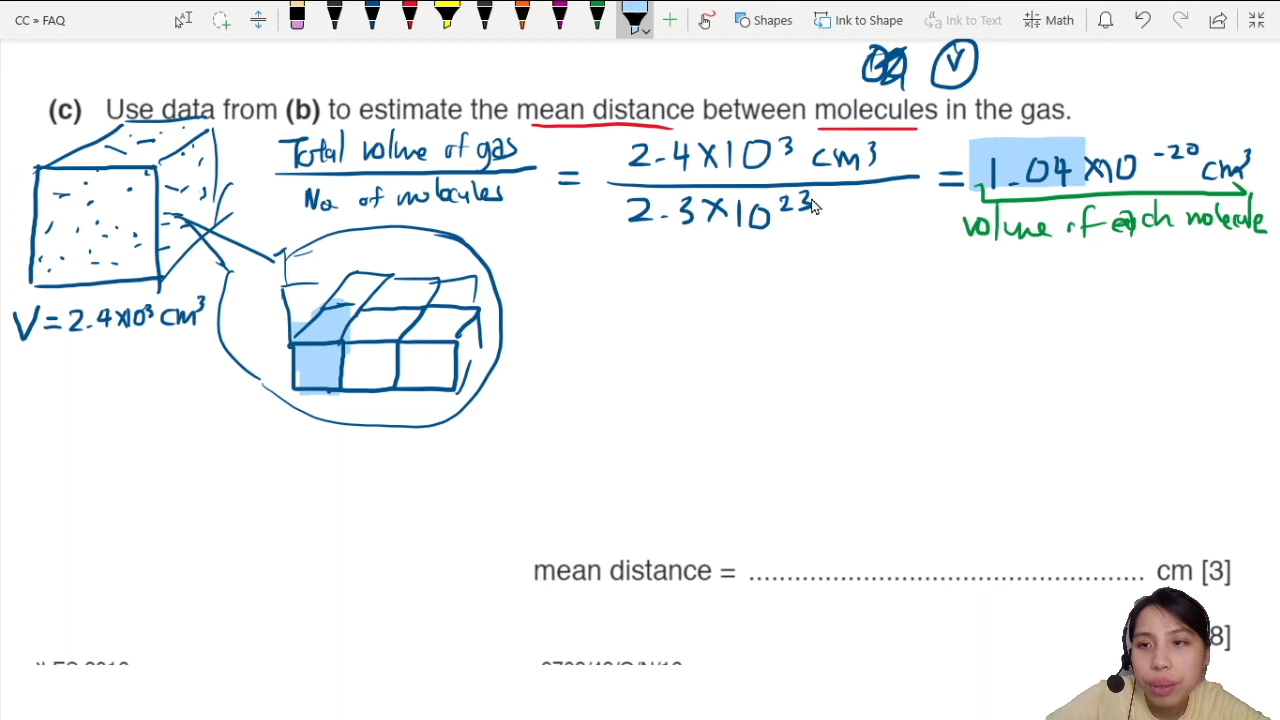 CC » FAQ
Shapes
Ink to Shape
Ink to Text
Math
V
(c) Use data from (b) to estimate the mean distance between molecules in the gas.
Total volume of gas
No. of molecules
=
2.4×10³ cm³
2.3×10²³
= 1.04×10⁻²⁰ cm³
volume of each molecule
V = 2.4×10³ cm³
mean distance = .................................................. cm [3]
8]